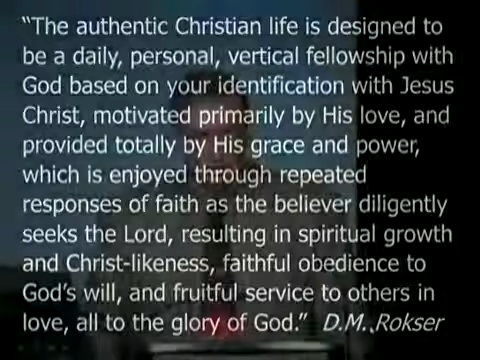 “The authentic Christian life is designed to
be a daily, personal, vertical fellowship with
God based on your identification with Jesus
Christ, motivated primarily by His love, and
provided totally by His grace and power,
which is enjoyed through repeated
responses of faith as the believer diligently
seeks the Lord, resulting in spiritual growth
and Christ-likeness, faithful obedience to
God’s will, and fruitful service to others in
love, all to the glory of God.” D.M. Rokser